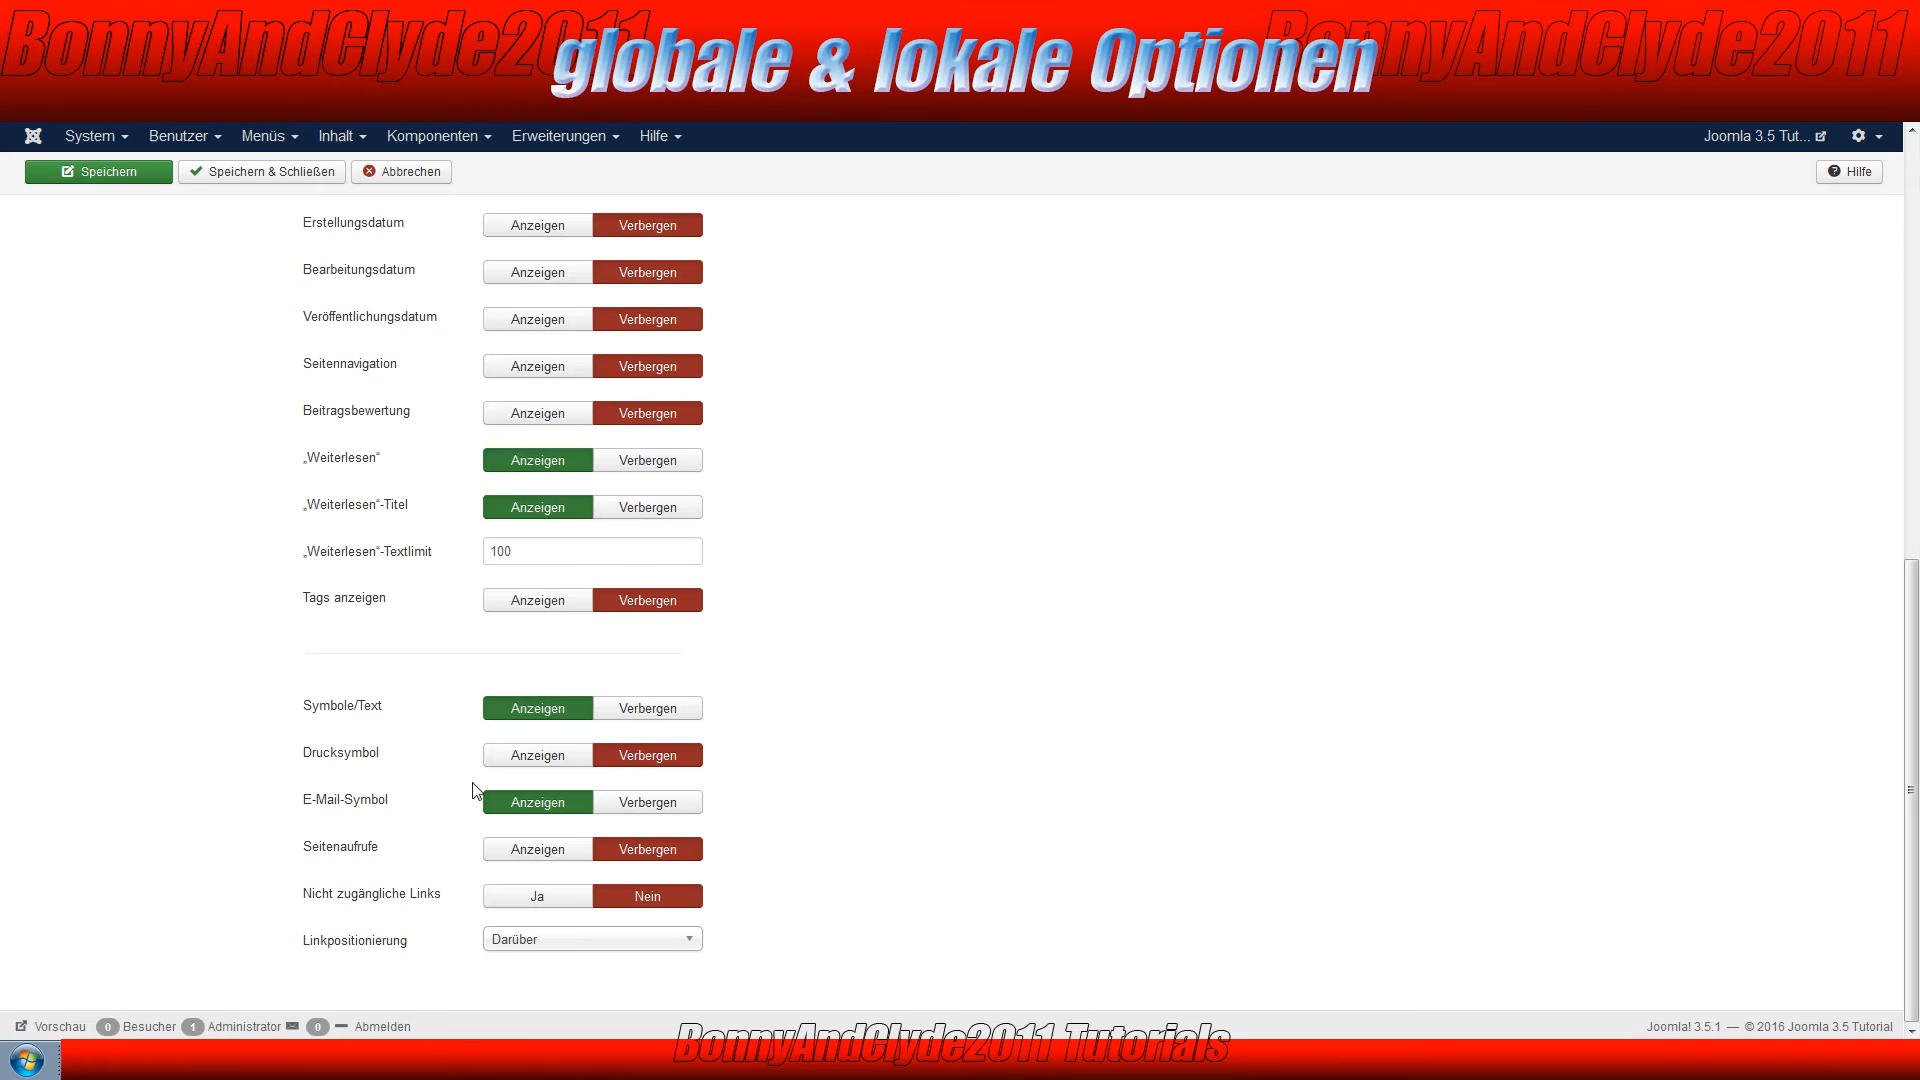 BonnyAndClyde2011
globale & lokale Optionen
BonnyAndClyde2011
System Benutzer Menüs Inhalt Komponenten Erweiterungen Hilfe Joomla 3.5 Tut...
Speichern Speichern & Schließen Abbrechen Hilfe
Erstellungsdatum Anzeigen Verbergen
Bearbeitungsdatum Anzeigen Verbergen
Veröffentlichungsdatum Anzeigen Verbergen
Seitennavigation Anzeigen Verbergen
Beitragsbewertung Anzeigen Verbergen
„Weiterlesen“ Anzeigen Verbergen
„Weiterlesen“-Titel Anzeigen Verbergen
„Weiterlesen“-Textlimit 100
Tags anzeigen Anzeigen Verbergen
Symbole/Text Anzeigen Verbergen
Drucksymbol Anzeigen Verbergen
E-Mail-Symbol Anzeigen Verbergen
Seitenaufrufe Anzeigen Verbergen
Nicht zugängliche Links Ja Nein
Linkpositionierung Darüber
Vorschau 0 Besucher 1 Administrator 0 Abmelden Joomla! 3.5.1 — © 2016 Joomla 3.5 Tutorial
BonnyAndClyde2011 Tutorials